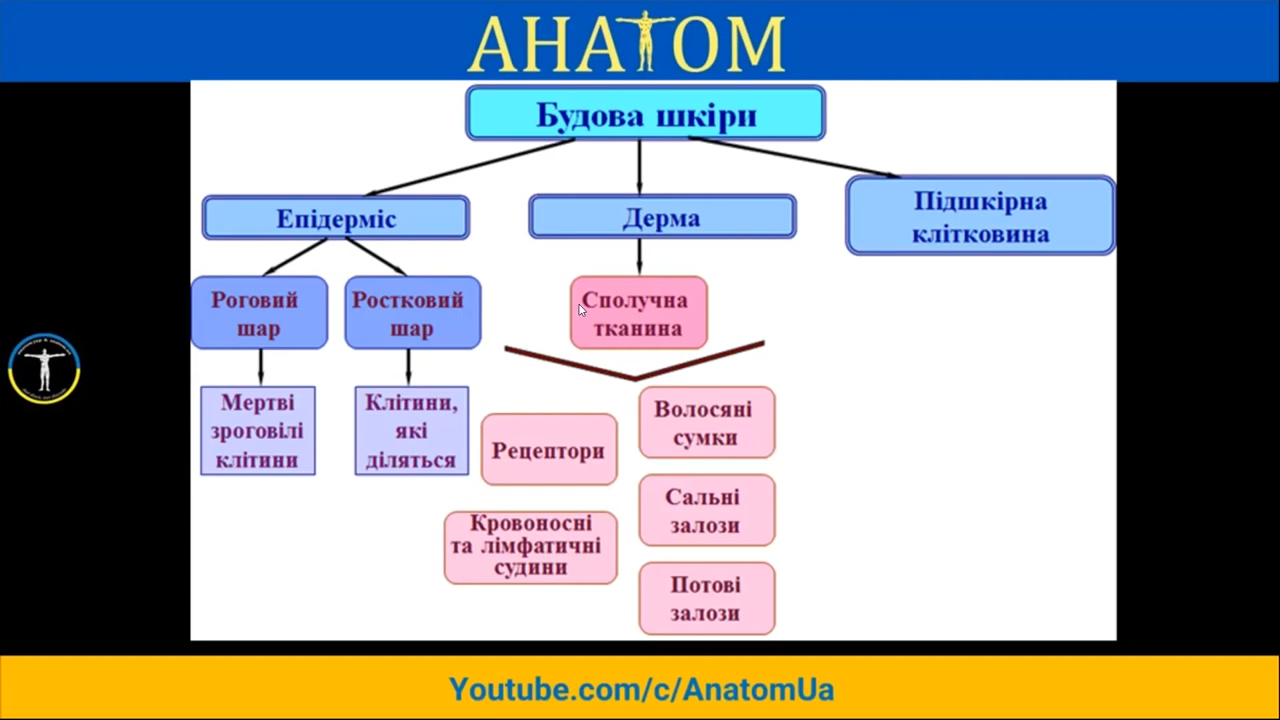 АНАТОМ
Будова шкіри
Епідерміс
Дерма
Підшкірна
клітковина
Роговий
шар
Ростковий
шар
Сполучна
тканина
Мертві
зроговілі
клітини
Клітини,
які
діляться
Рецептори
Кровоносні
та лімфатичні
судини
Волосяні
сумки
Сальні
залози
Потові
залози
Youtube.com/c/AnatomUa